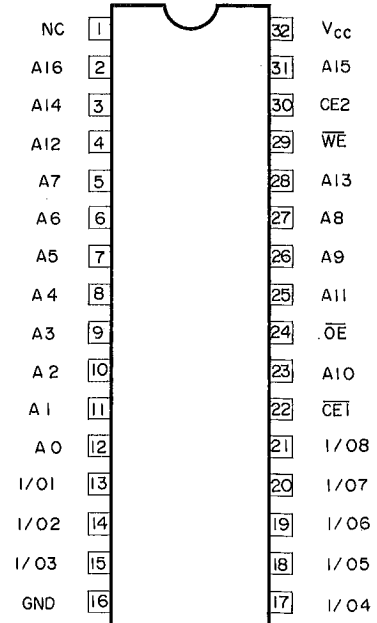 NC 1 32 Vcc
A16 2 31 A15
A14 3 30 CE2
A12 4 29 W̅E̅
A7 5 28 A13
A6 6 27 A8
A5 7 26 A9
A4 8 25 A11
A3 9 24 O̅E̅
A2 10 23 A10
A1 11 22 C̅E̅1̅
A0 12 21 I/O8
I/O1 13 20 I/O7
I/O2 14 19 I/O6
I/O3 15 18 I/O5
GND 16 17 I/O4